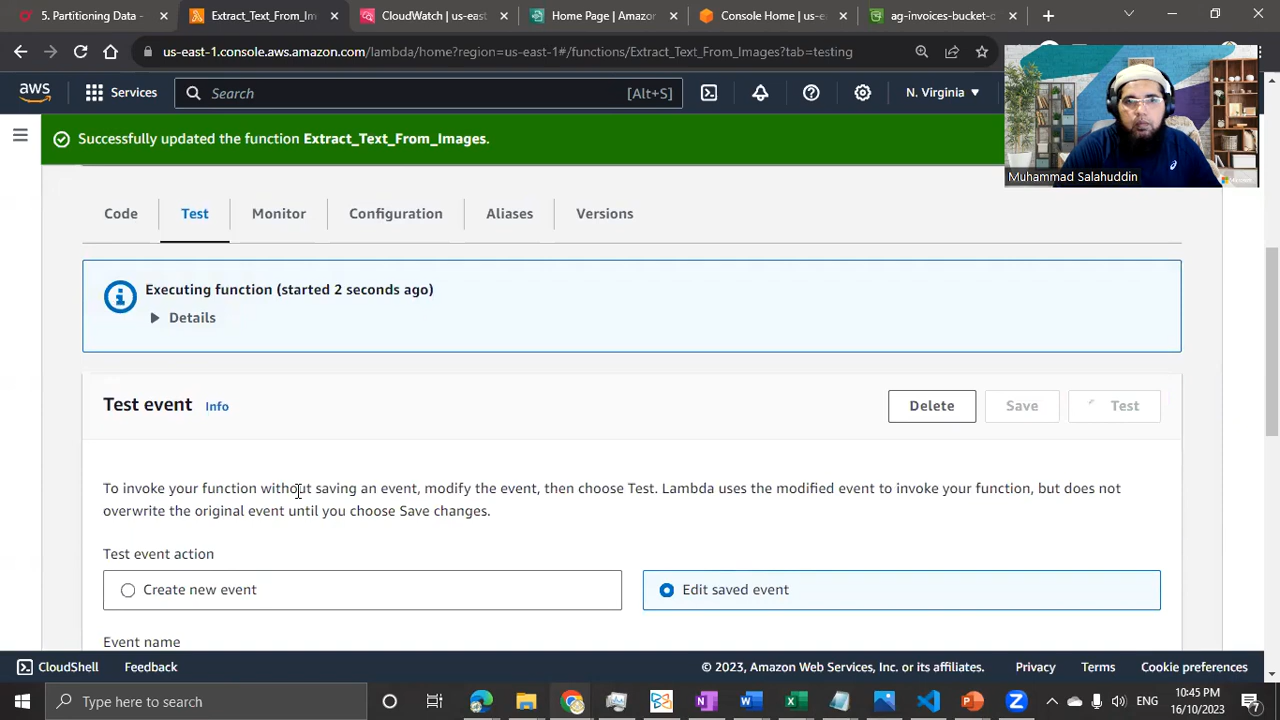 5. Partitioning Data
Extract_Text_From_Im
CloudWatch | us-east
Home Page | Amazon
Console Home | us-e
ag-invoices-bucket-c
us-east-1.console.aws.amazon.com/lambda/home?region=us-east-1#/functions/Extract_Text_From_Images?tab=testing
aws
Services
Search
[Alt+S]
N. Virginia
Successfully updated the function Extract_Text_From_Images.
Muhammad Salahuddin
Code
Test
Monitor
Configuration
Aliases
Versions
Executing function (started 2 seconds ago)
Details
Test event
Info
Delete
Save
Test
To invoke your function without saving an event, modify the event, then choose Test. Lambda uses the modified event to invoke your function, but does not
overwrite the original event until you choose Save changes.
Test event action
Create new event
Edit saved event
Event name
CloudShell
Feedback
© 2023, Amazon Web Services, Inc. or its affiliates.
Privacy
Terms
Cookie preferences
Type here to search
ENG
10:45 PM
16/10/2023
7